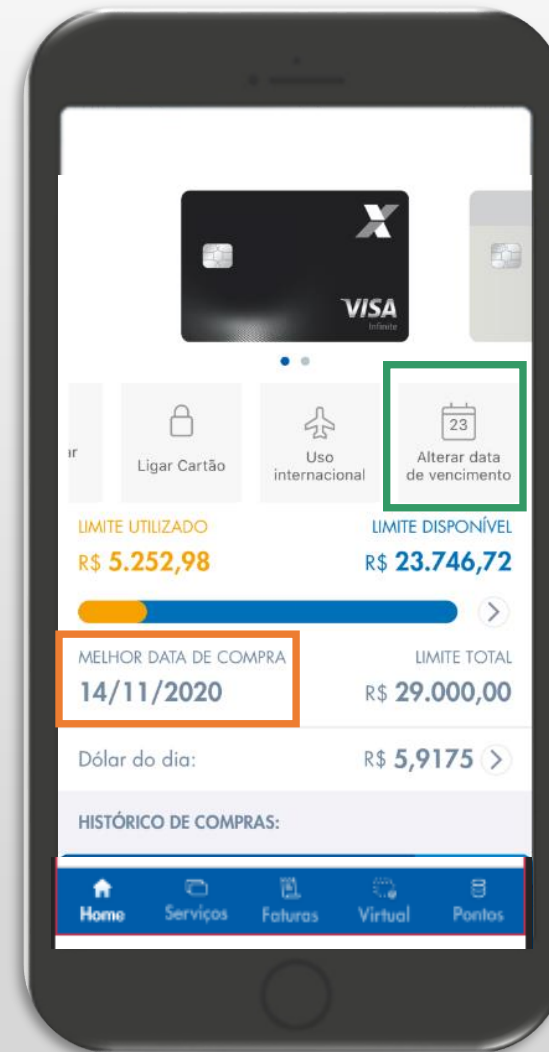 VISA
Infinite
ar
Ligar Cartão
Uso
internacional
23
Alterar data
de vencimento
LIMITE UTILIZADO
LIMITE DISPONÍVEL
R$ 5.252,98
R$ 23.746,72
MELHOR DATA DE COMPRA
LIMITE TOTAL
14/11/2020
R$ 29.000,00
Dólar do dia:
R$ 5,9175
HISTÓRICO DE COMPRAS:
Home
Serviços
Faturas
Virtual
Pontos